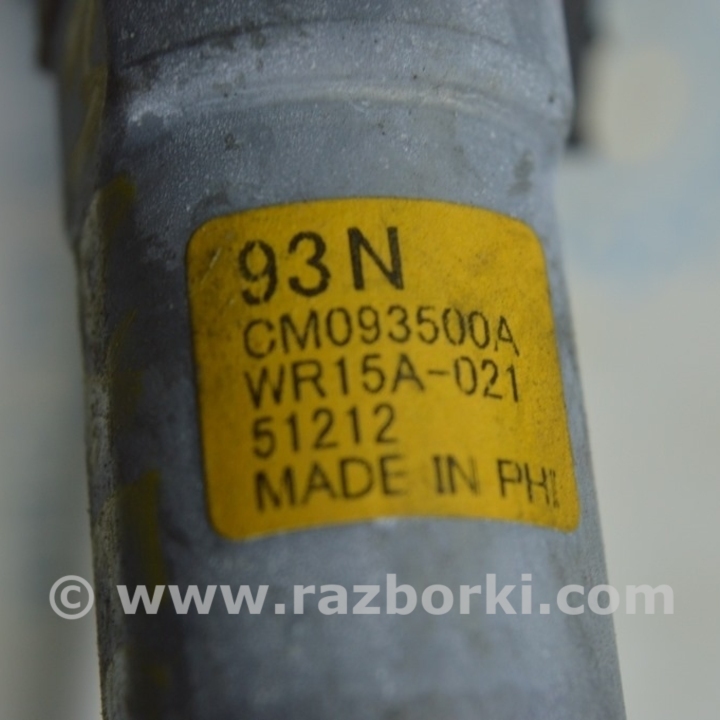 93N
CM093500A
WR15A-021
51212
MADE IN PHI
© www.razborki.com